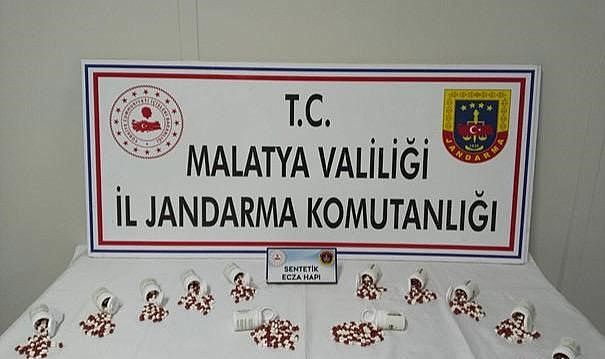 T.C.
MALATYA VALİLİĞİ
İL JANDARMA KOMUTANLIĞI
JANDARMA
SENTETİK
ECZA HAPI